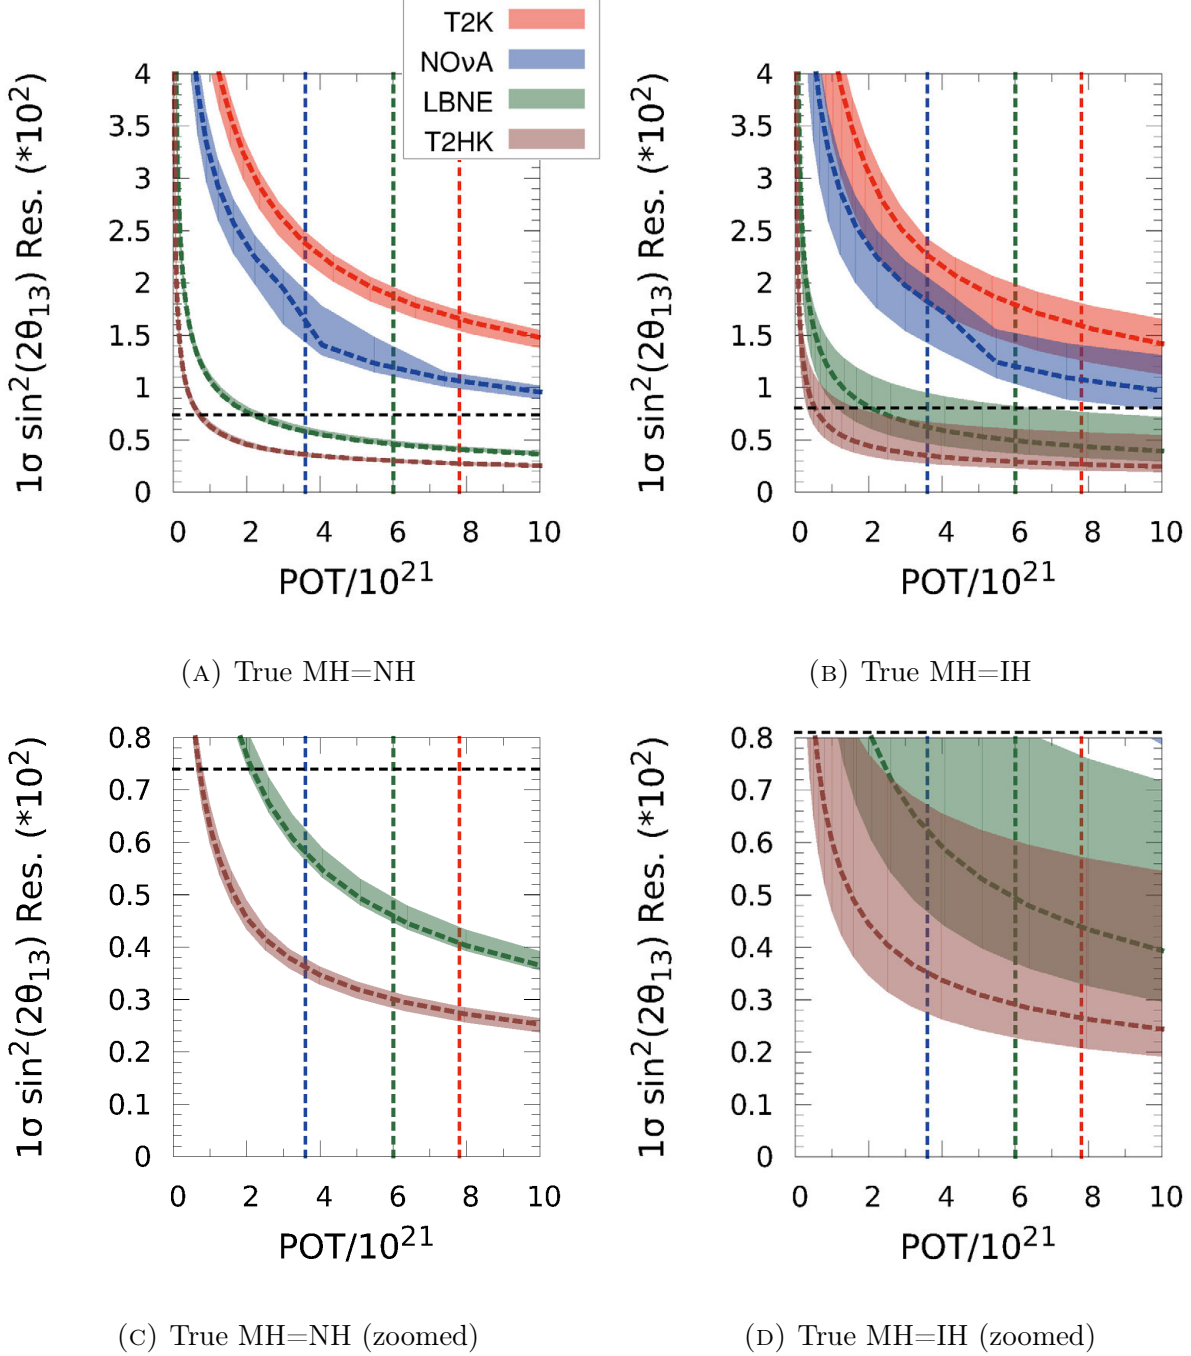 T2K
NOνA
LBNE
T2HK
1σ sin²(2θ₁₃) Res. (*10²)
4
3.5
3
2.5
2
1.5
1
0.5
0
0 2 4 6 8 10
POT/10²¹
(A) True MH=NH
1σ sin²(2θ₁₃) Res. (*10²)
4
3.5
3
2.5
2
1.5
1
0.5
0
0 2 4 6 8 10
POT/10²¹
(B) True MH=IH
1σ sin²(2θ₁₃) Res. (*10²)
0.8
0.7
0.6
0.5
0.4
0.3
0.2
0.1
0
0 2 4 6 8 10
POT/10²¹
(C) True MH=NH (zoomed)
1σ sin²(2θ₁₃) Res. (*10²)
0.8
0.7
0.6
0.5
0.4
0.3
0.2
0.1
0
0 2 4 6 8 10
POT/10²¹
(D) True MH=IH (zoomed)